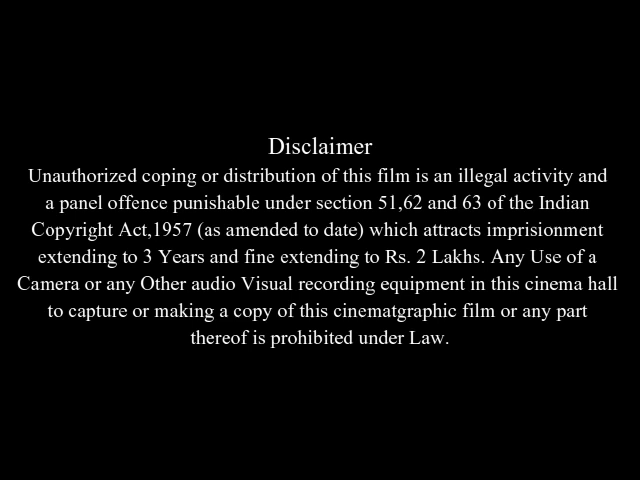 Disclaimer
Unauthorized coping or distribution of this film is an illegal activity and
a panel offence punishable under section 51,62 and 63 of the Indian
Copyright Act,1957 (as amended to date) which attracts imprisionment
extending to 3 Years and fine extending to Rs. 2 Lakhs. Any Use of a
Camera or any Other audio Visual recording equipment in this cinema hall
to capture or making a copy of this cinematgraphic film or any part
thereof is prohibited under Law.